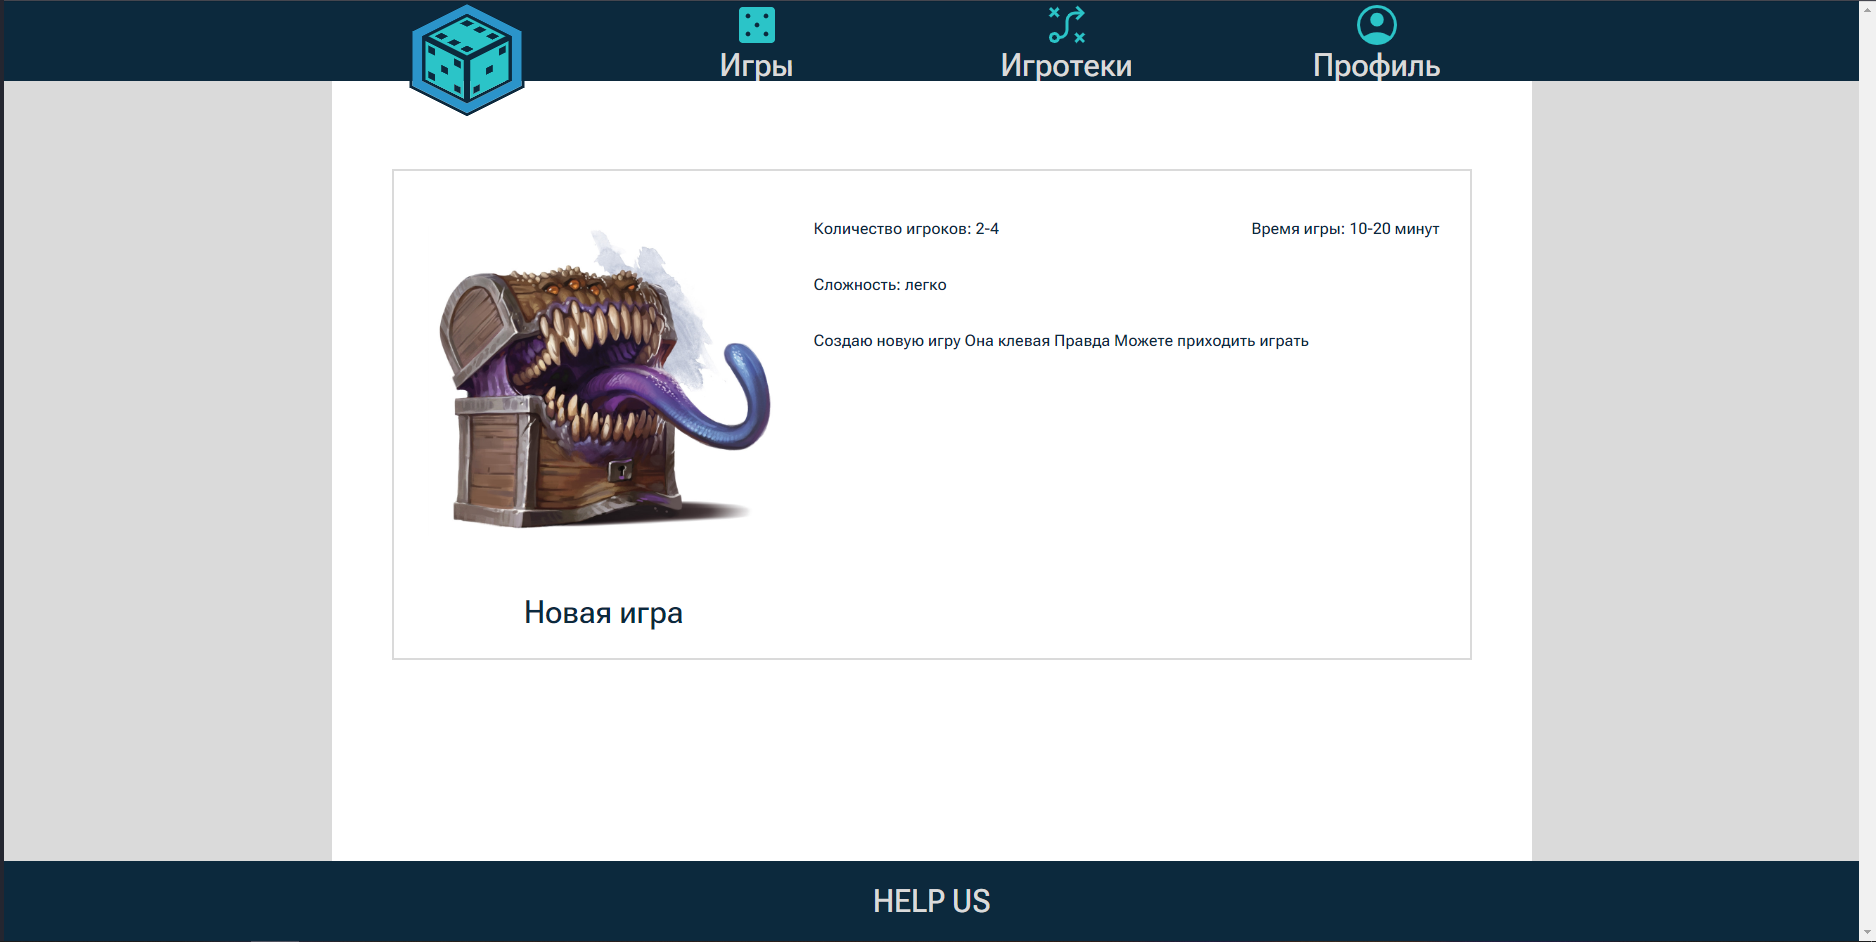 Игры
Игротеки
Профиль
Количество игроков: 2-4
Время игры: 10-20 минут
Сложность: легко
Создаю новую игру Она клевая Правда Можете приходить играть
Новая игра
HELP US